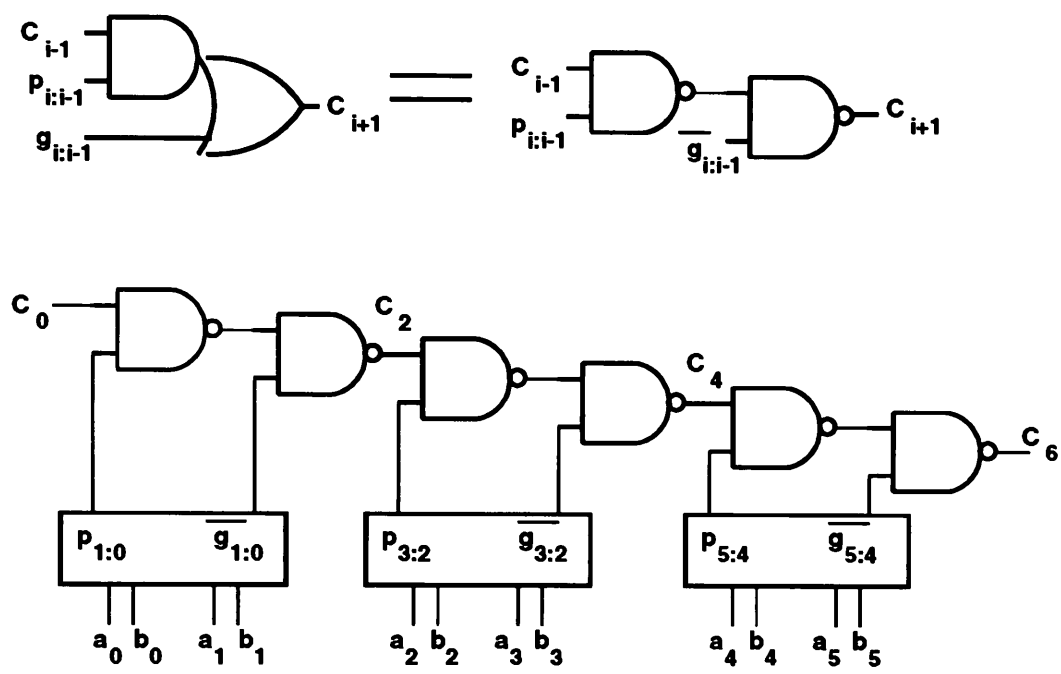 C i-1
p i:i-1
g i:i-1
C i+1
C i-1
p i:i-1
g̅ i:i-1
C i+1
C 0
C 2
C 4
C 6
p 1:0
g̅ 1:0
p 3:2
g̅ 3:2
p 5:4
g̅ 5:4
a 0 b 0 a 1 b 1
a 2 b 2 a 3 b 3
a 4 b 4 a 5 b 5